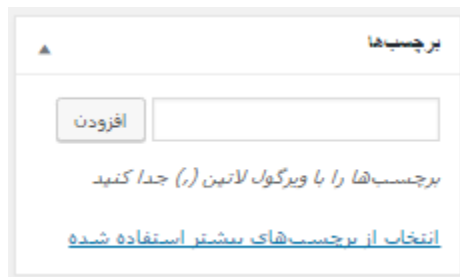 برچسب‌ها
افزودن
برچسب‌ها را با ویرگول لاتین (,) جدا کنید
انتخاب از برچسب‌های بیشتر استفاده شده